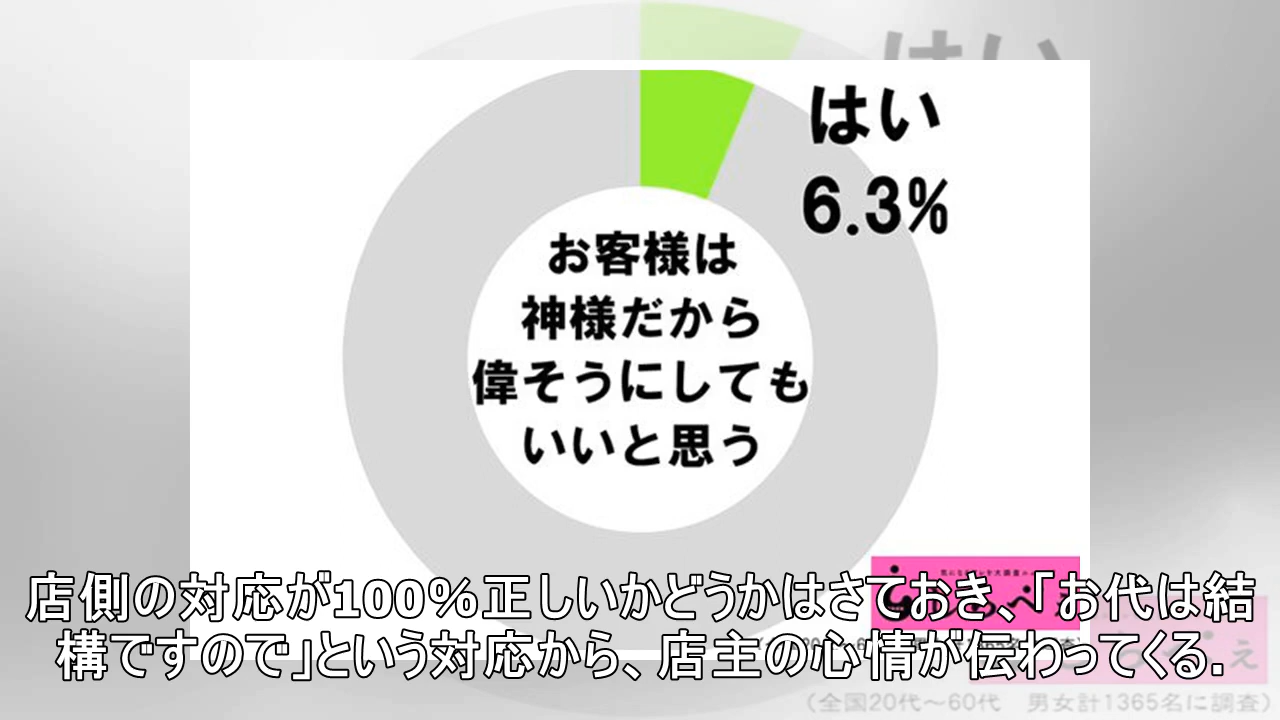 はい
はい
6.3%
お客様は
神様だから
偉そうにしても
いいと思う
店側の対応が100%正しいかどうかはさておき、「お代は結
構ですので」という対応から、店主の心情が伝わってくる.
(全国20代～60代　男女計1365名に調査)